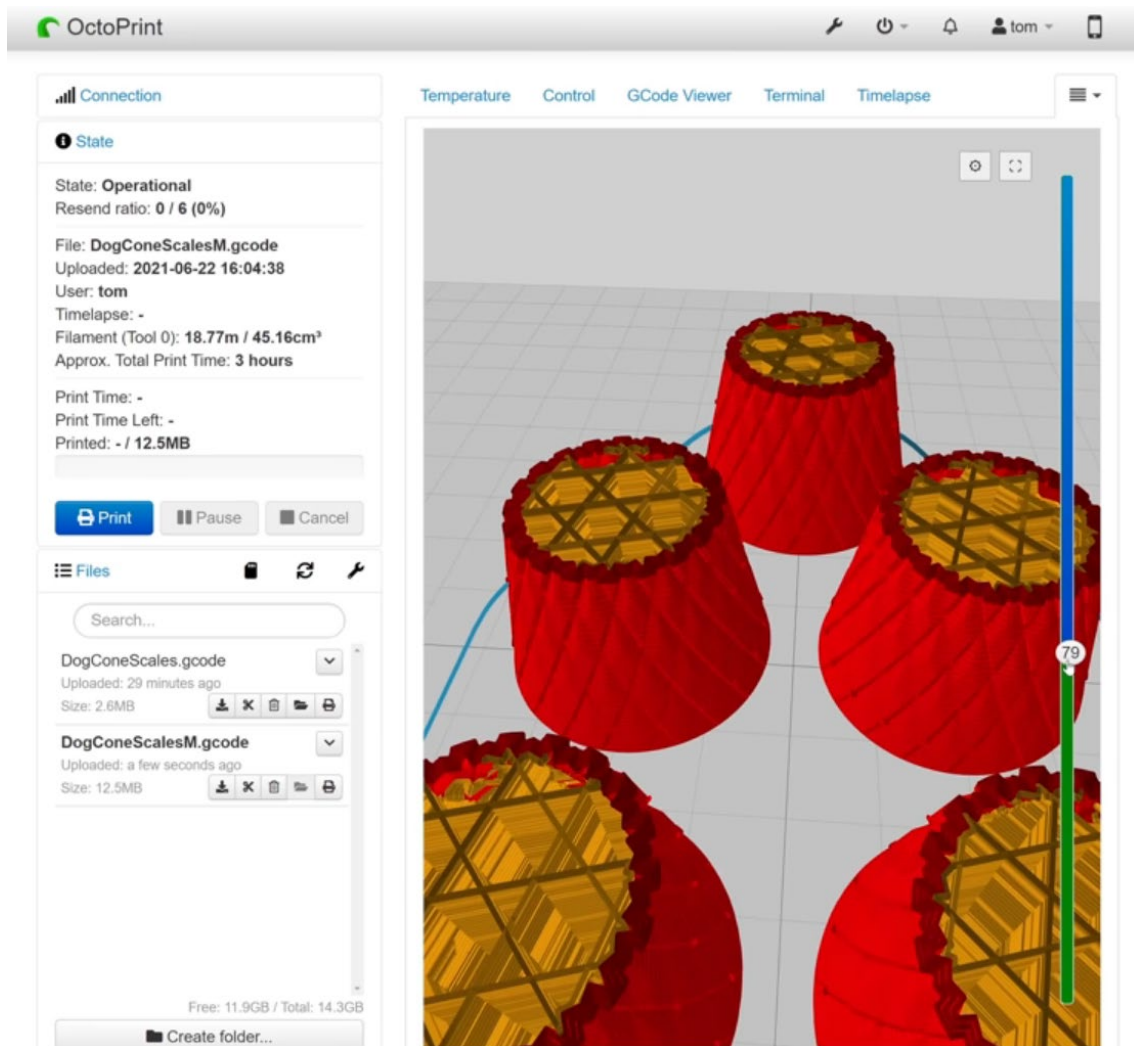 OctoPrint
tom
Connection
Temperature Control GCode Viewer Terminal Timelapse
State
State: Operational
Resend ratio: 0 / 6 (0%)
File: DogConeScalesM.gcode
Uploaded: 2021-06-22 16:04:38
User: tom
Timelapse: -
Filament (Tool 0): 18.77m / 45.16cm³
Approx. Total Print Time: 3 hours
Print Time: -
Print Time Left: -
Printed: - / 12.5MB
Print Pause Cancel
Files
Search...
DogConeScales.gcode
Uploaded: 29 minutes ago
Size: 2.6MB
DogConeScalesM.gcode
Uploaded: a few seconds ago
Size: 12.5MB
Free: 11.9GB / Total: 14.3GB
Create folder...
79